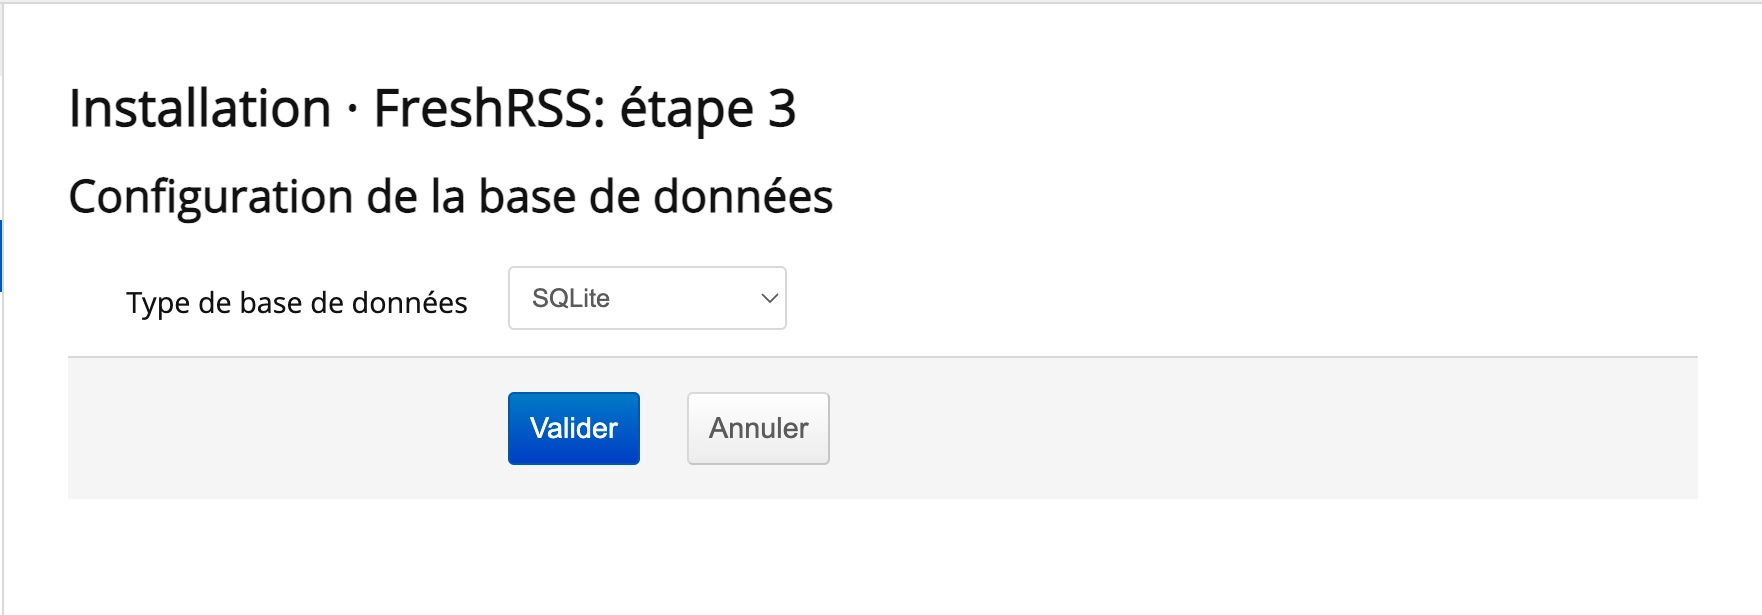 Installation · FreshRSS: étape 3
Configuration de la base de données
Type de base de données SQLite
Valider Annuler